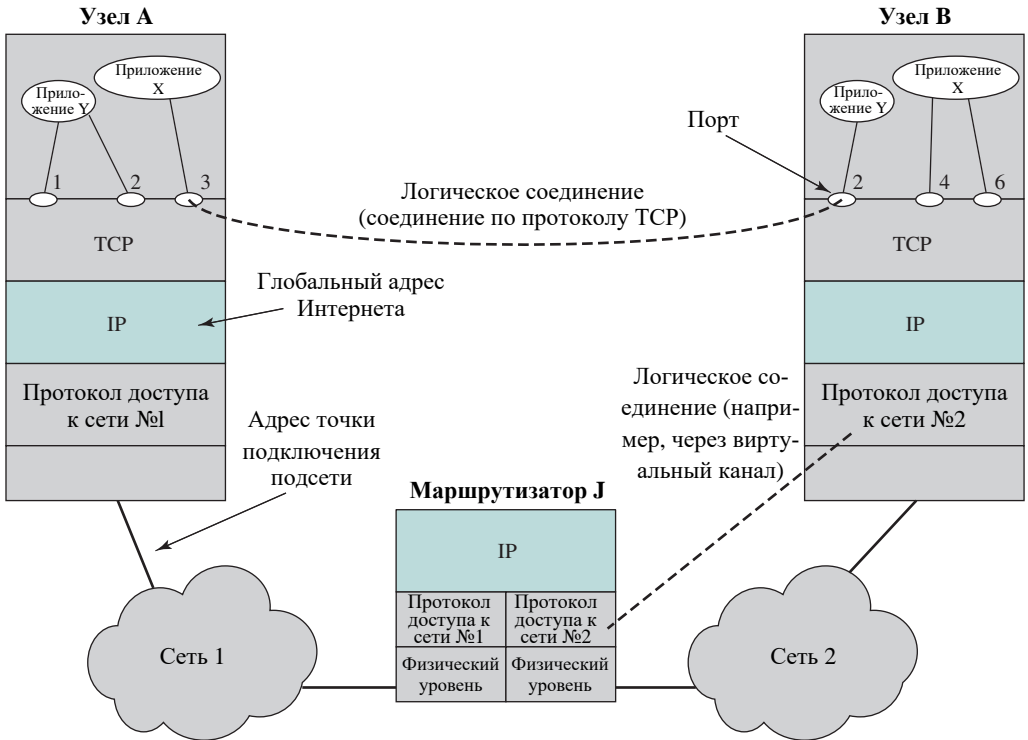 Узел A
Узел B
Приложение
X
Прило-
жение Y
1
2
3
Приложение
X
Прило-
жение Y
2
4
6
Порт
Логическое соединение
(соединение по протоколу TCP)
TCP
TCP
Глобальный адрес
Интернета
IP
IP
Протокол доступа
к сети №1
Адрес точки
подключения
подсети
Логическое со-
единение (напри-
мер, через вирту-
альный канал)
Протокол доступа
к сети №2
Маршрутизатор J
IP
Протокол
доступа к
сети №1
Протокол
доступа к
сети №2
Физический
уровень
Физический
уровень
Сеть 1
Сеть 2